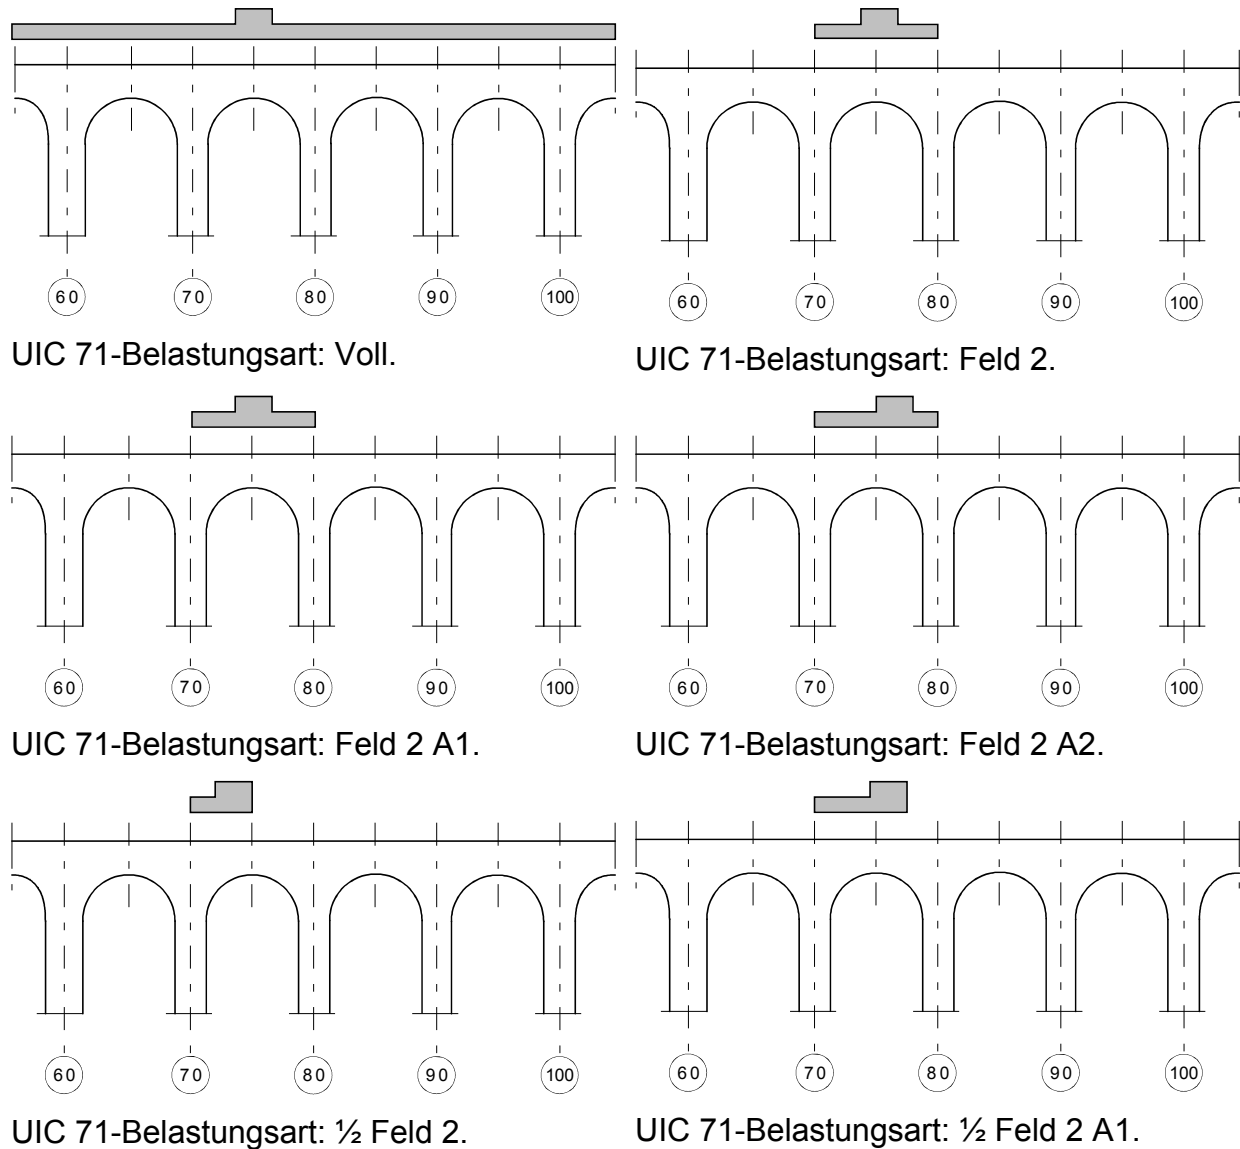 60 70 80 90 100
UIC 71-Belastungsart: Voll.
60 70 80 90 100
UIC 71-Belastungsart: Feld 2.
60 70 80 90 100
UIC 71-Belastungsart: Feld 2 A1.
60 70 80 90 100
UIC 71-Belastungsart: Feld 2 A2.
60 70 80 90 100
UIC 71-Belastungsart: ½ Feld 2.
60 70 80 90 100
UIC 71-Belastungsart: ½ Feld 2 A1.